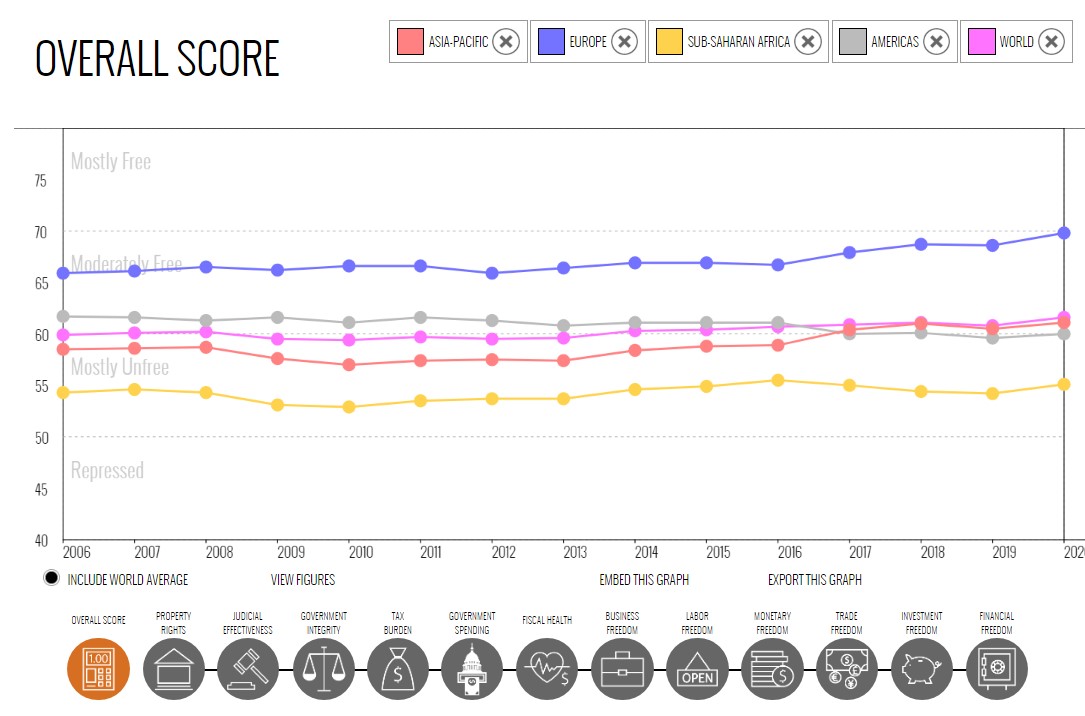 OVERALL SCORE
ASIA-PACIFIC EUROPE SUB-SAHARAN AFRICA AMERICAS WORLD
Mostly Free
75
70
Moderately Free
65
60
Mostly Unfree
55
50
Repressed
45
40
2006 2007 2008 2009 2010 2011 2012 2013 2014 2015 2016 2017 2018 2019 202
INCLUDE WORLD AVERAGE VIEW FIGURES EMBED THIS GRAPH EXPORT THIS GRAPH
OVERALL SCORE
PROPERTY
RIGHTS
JUDICIAL
EFFECTIVENESS
GOVERNMENT
INTEGRITY
TAX
BURDEN
GOVERNMENT
SPENDING
FISCAL HEALTH
BUSINESS
FREEDOM
LABOR
FREEDOM
MONETARY
FREEDOM
TRADE
FREEDOM
INVESTMENT
FREEDOM
FINANCIAL
FREEDOM
1.00
$
$
OPEN
$
$ € ¥